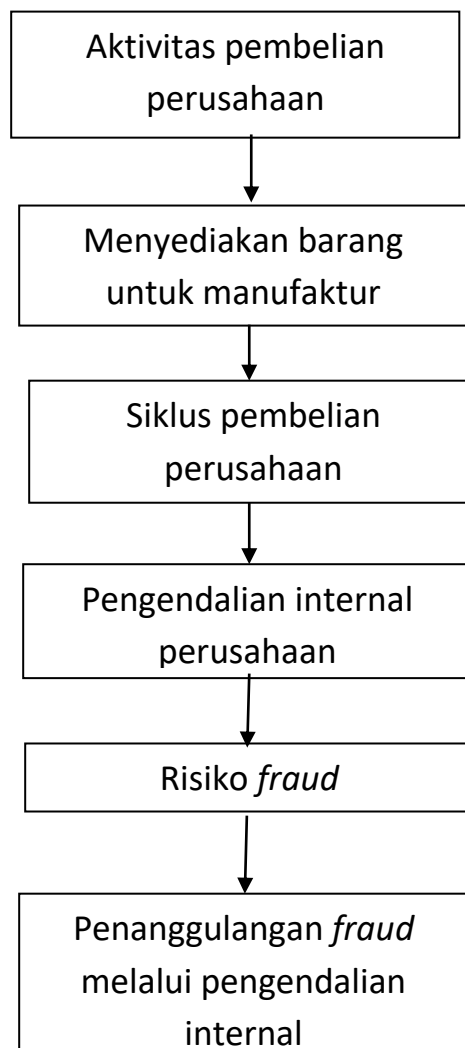 Aktivitas pembelian
perusahaan
Menyediakan barang
untuk manufaktur
Siklus pembelian
perusahaan
Pengendalian internal
perusahaan
Risiko fraud
Penanggulangan fraud
melalui pengendalian
internal